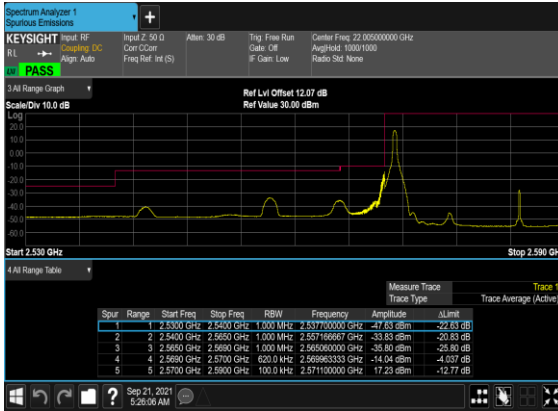 Spectrum Analyzer 1
Spurious Emissions
+
KEYSIGHT Input: RF Input Z: 50 Ω Atten: 30 dB Trig: Free Run Center Freq: 22.005000000 GHz
RL Coupling: DC Corr CCorr Gate: Off Avg|Hold: 1000/1000
Align: Auto Freq Ref: Int (S) IF Gain: Low Radio Std: None
PASS
3 All Range Graph
Ref Lvl Offset 12.07 dB
Scale/Div 10.0 dB Ref Value 30.00 dBm
Log
20.0
10.0
0.00
-10.0
-20.0
-30.0
-40.0
-50.0
-60.0
Start 2.530 GHz Stop 2.590 GH
4 All Range Table
Measure Trace Trace 1
Trace Type Trace Average (Active)
Spur Range Start Freq Stop Freq RBW Frequency Amplitude ΔLimit
1 1 2.5300 GHz 2.5400 GHz 1.000 MHz 2.537700000 GHz -47.63 dBm -22.63 dB
2 2 2.5400 GHz 2.5650 GHz 1.000 MHz 2.557166667 GHz -33.83 dBm -20.83 dB
3 3 2.5650 GHz 2.5690 GHz 1.000 MHz 2.565060000 GHz -35.80 dBm -25.80 dB
4 4 2.5690 GHz 2.5700 GHz 620.0 kHz 2.569963333 GHz -14.04 dBm -4.037 dB
5 5 2.5700 GHz 2.5900 GHz 100.0 kHz 2.571100000 GHz 17.23 dBm -12.77 dB
?
Sep 21, 2021
5:26:06 AM